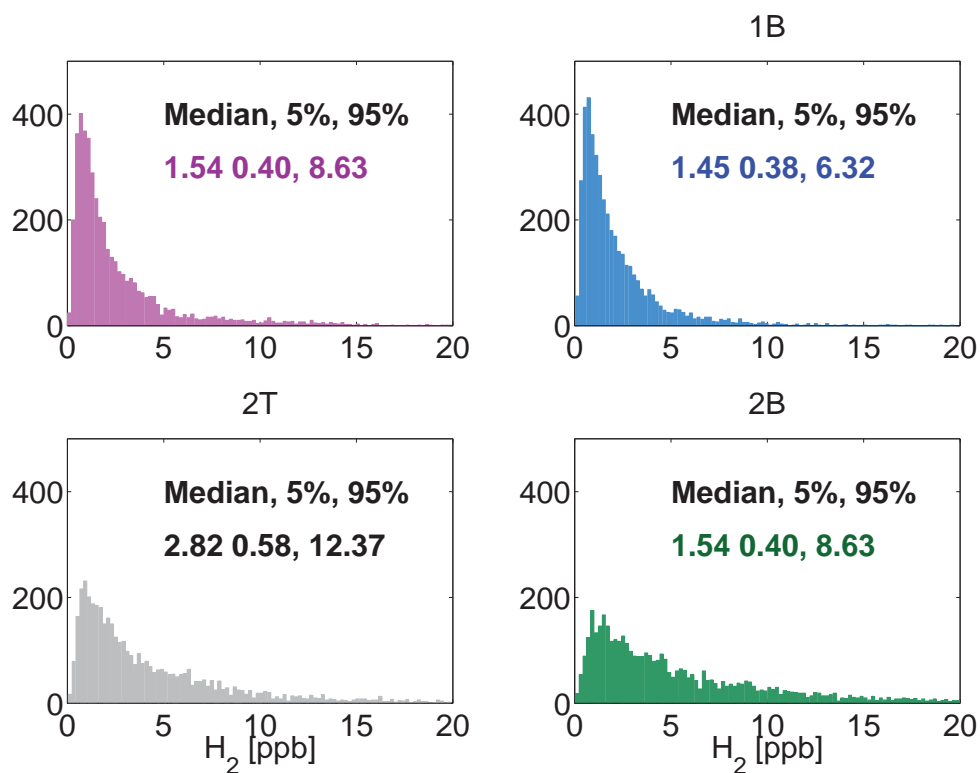 1B
Median, 5%, 95%
1.54 0.40, 8.63
400
200
0
0 5 10 15 20
Median, 5%, 95%
1.45 0.38, 6.32
400
200
0
0 5 10 15 20
2T
Median, 5%, 95%
2.82 0.58, 12.37
400
200
0
0 5 10 15 20
H2 [ppb]
2B
Median, 5%, 95%
1.54 0.40, 8.63
400
200
0
0 5 10 15 20
H2 [ppb]